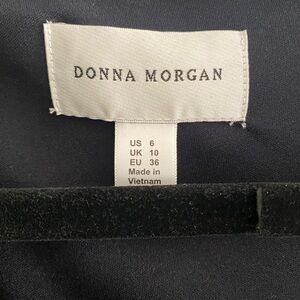 DONNA MORGAN
US 6
UK 10
EU 36
Made in
Vietnam